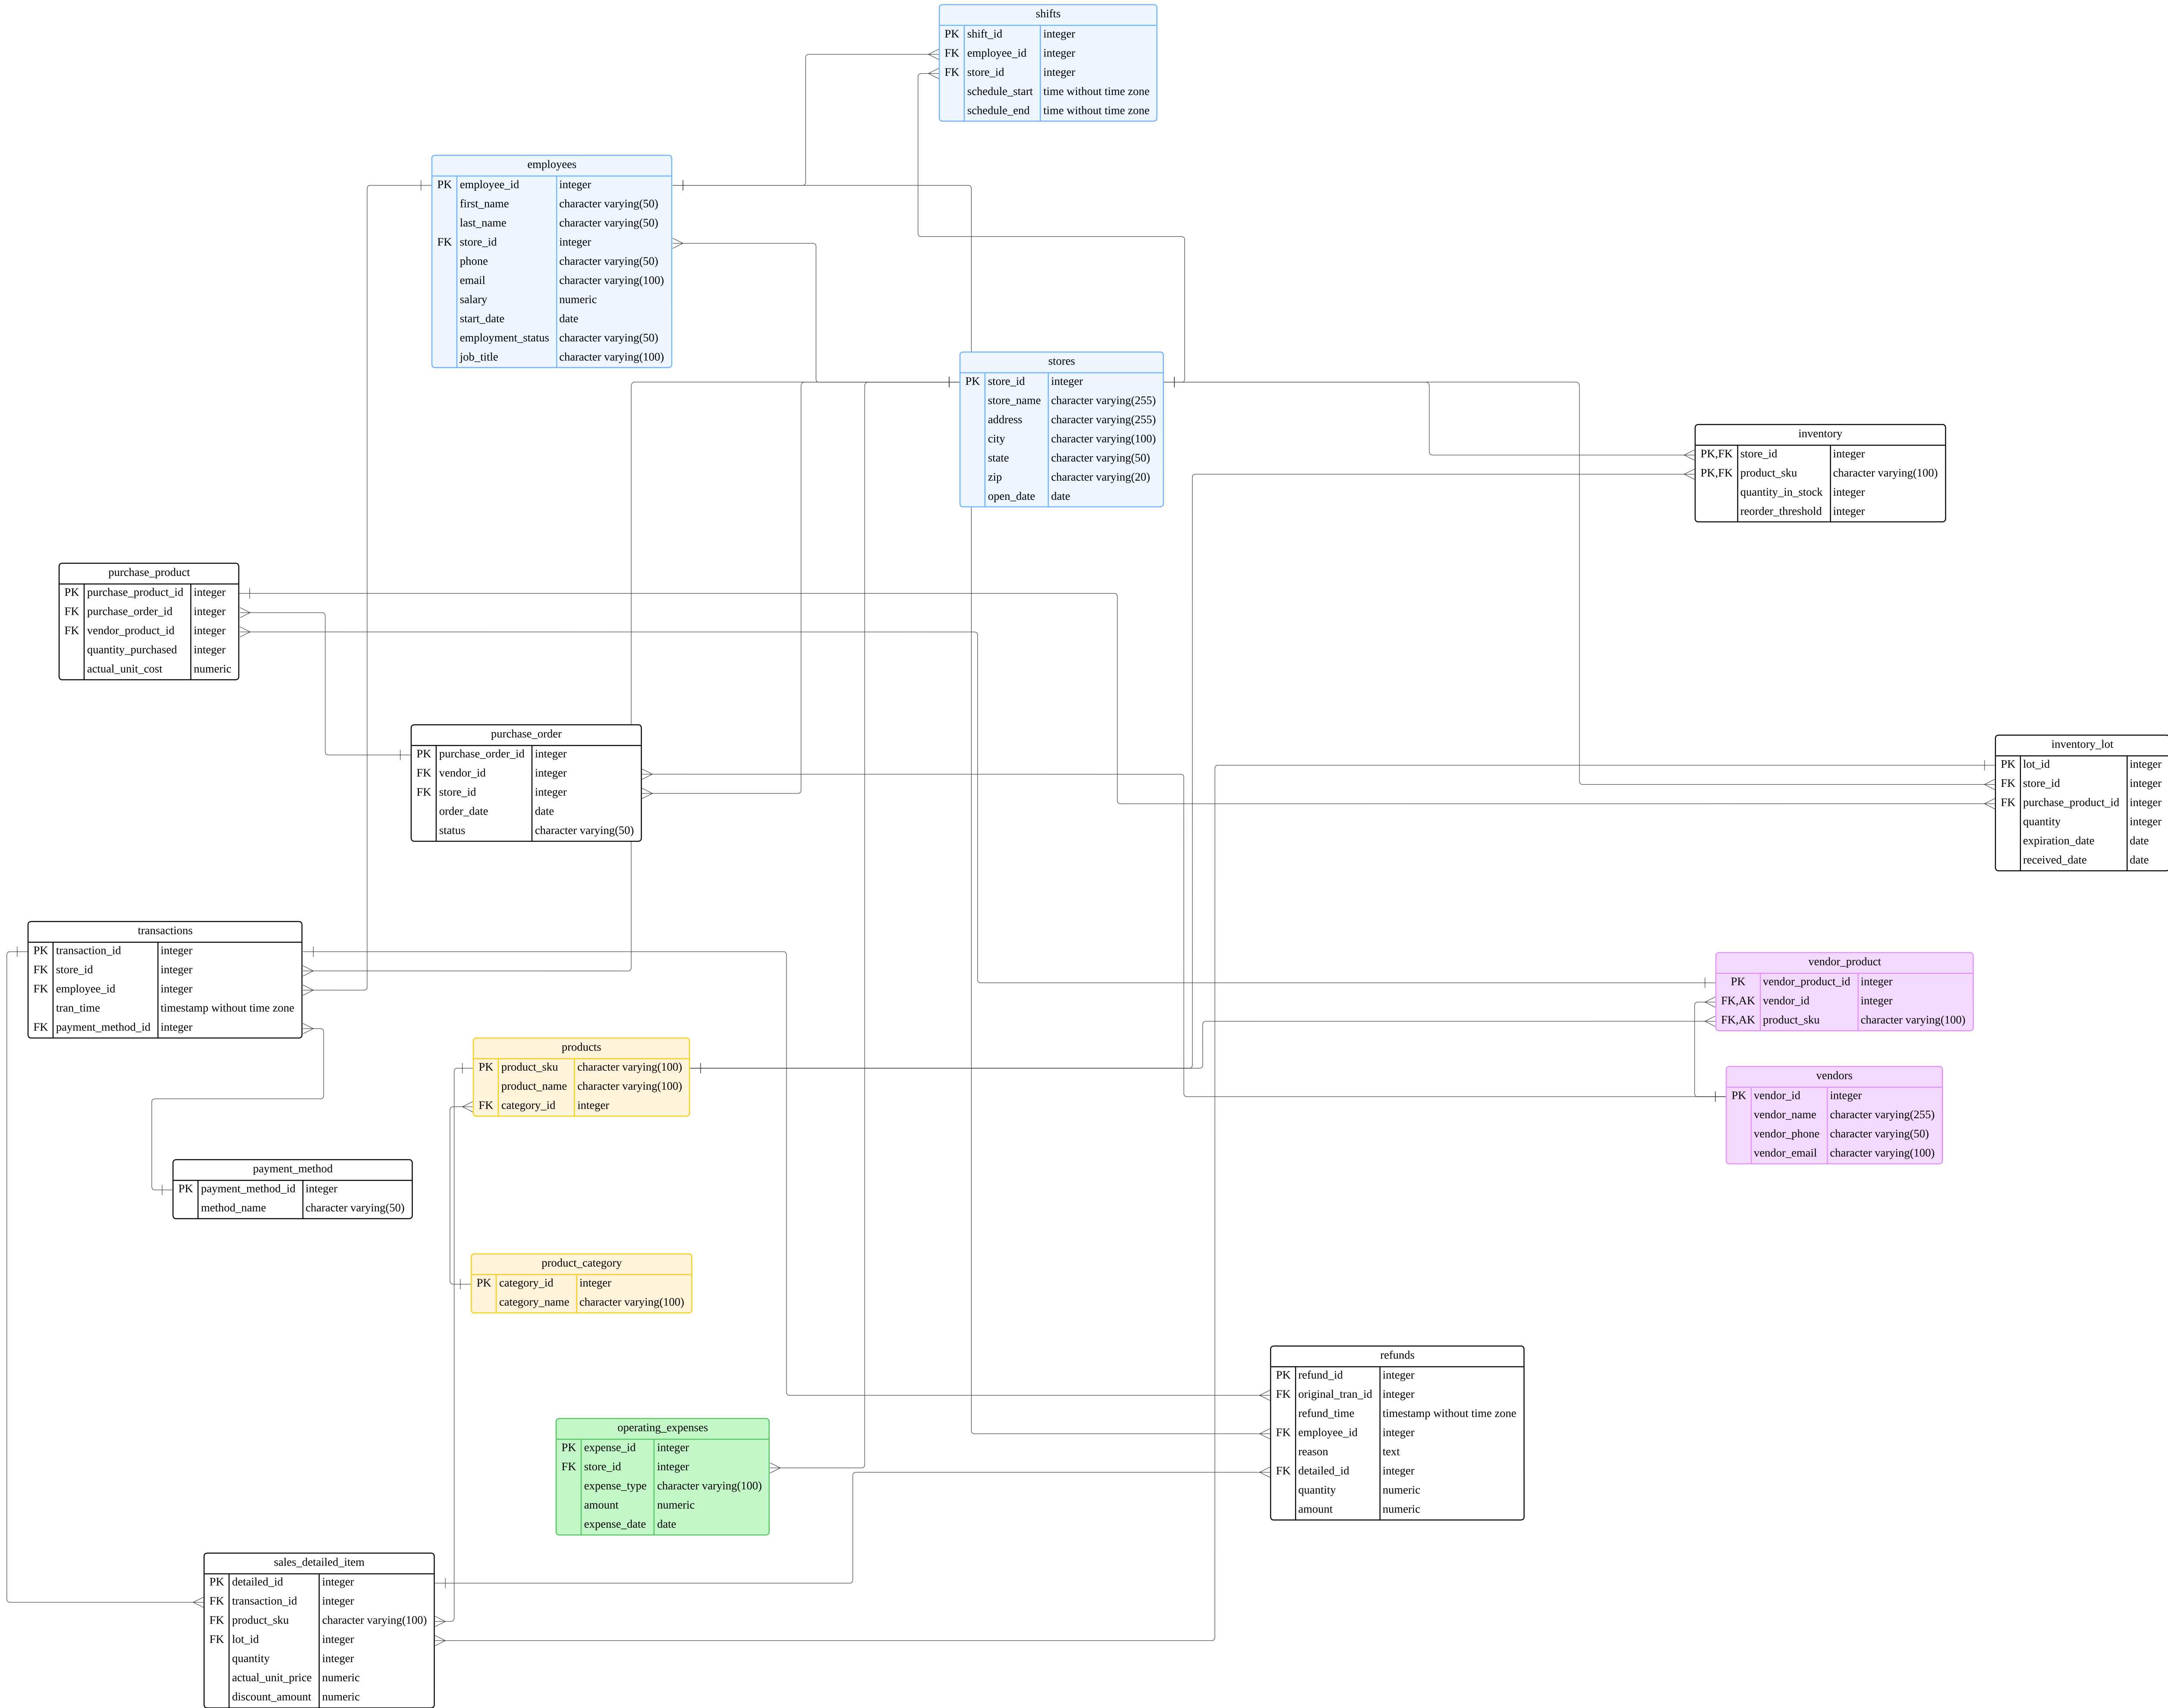 shifts
PK shift_id integer
FK employee_id integer
FK store_id integer
schedule_start time without time zone
schedule_end time without time zone
employees
PK employee_id integer
first_name character varying(50)
last_name character varying(50)
FK store_id integer
phone character varying(50)
email character varying(100)
salary numeric
start_date date
employment_status character varying(50)
job_title character varying(100)
stores
PK store_id integer
store_name character varying(255)
address character varying(255)
city character varying(100)
state character varying(50)
zip character varying(20)
open_date date
inventory
PK,FK store_id integer
PK,FK product_sku character varying(100)
quantity_in_stock integer
reorder_threshold integer
purchase_product
PK purchase_product_id integer
FK purchase_order_id integer
FK vendor_product_id integer
quantity_purchased integer
actual_unit_cost numeric
purchase_order
PK purchase_order_id integer
FK vendor_id integer
FK store_id integer
order_date date
status character varying(50)
inventory_lot
PK lot_id integer
FK store_id integer
FK purchase_product_id integer
quantity integer
expiration_date date
received_date date
transactions
PK transaction_id integer
FK store_id integer
FK employee_id integer
tran_time timestamp without time zone
FK payment_method_id integer
vendor_product
PK vendor_product_id integer
FK,AK vendor_id integer
FK,AK product_sku character varying(100)
products
PK product_sku character varying(100)
product_name character varying(100)
FK category_id integer
vendors
PK vendor_id integer
vendor_name character varying(255)
vendor_phone character varying(50)
vendor_email character varying(100)
payment_method
PK payment_method_id integer
method_name character varying(50)
product_category
PK category_id integer
category_name character varying(100)
refunds
PK refund_id integer
FK original_tran_id integer
refund_time timestamp without time zone
FK employee_id integer
reason text
FK detailed_id integer
quantity numeric
amount numeric
operating_expenses
PK expense_id integer
FK store_id integer
expense_type character varying(100)
amount numeric
expense_date date
sales_detailed_item
PK detailed_id integer
FK transaction_id integer
FK product_sku character varying(100)
FK lot_id integer
quantity integer
actual_unit_price numeric
discount_amount numeric